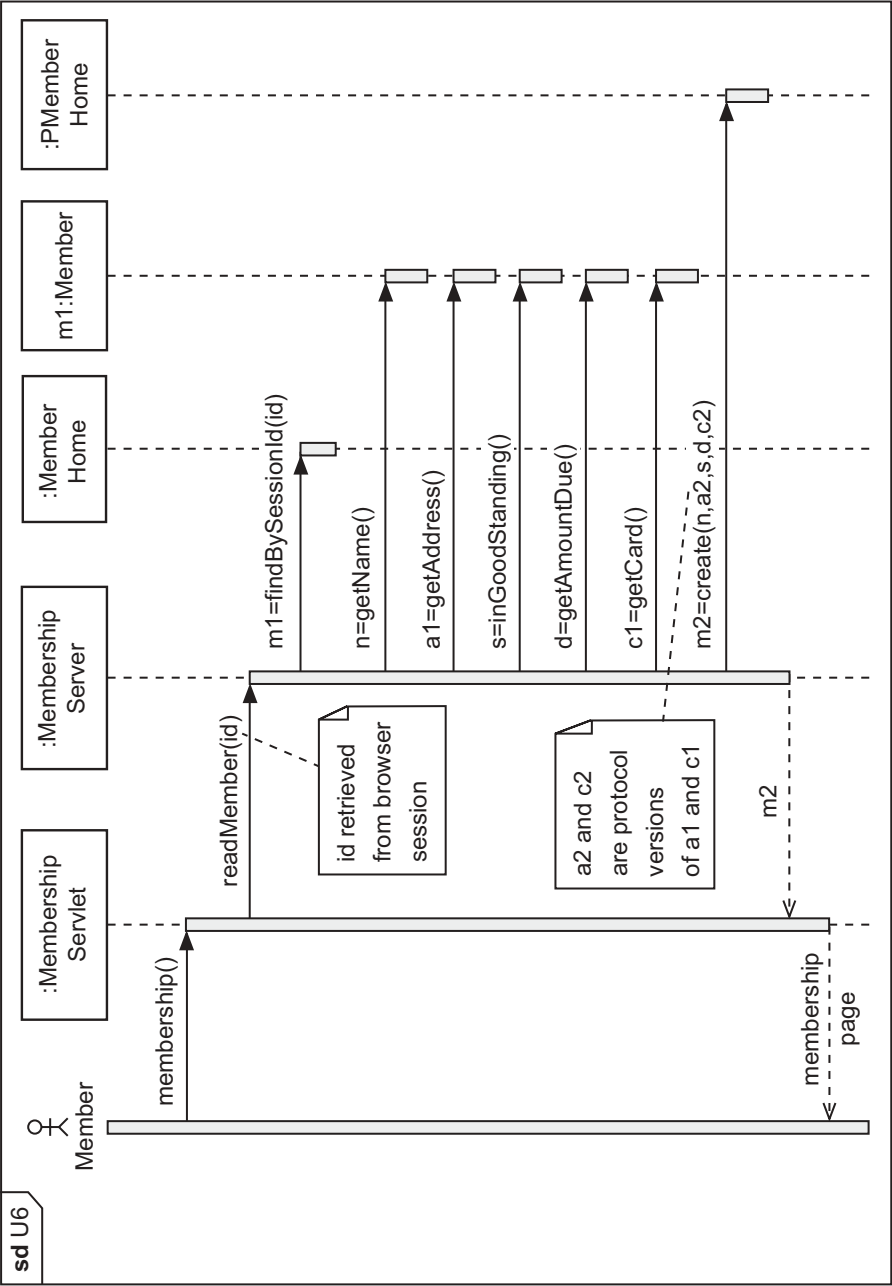 sd U6
Member
:Membership
Servlet
:Membership
Server
:Member
Home
m1:Member
:PMember
Home
membership()
readMember(id)
m1=findBySessionId(id)
id retrieved
from browser
session
n=getName()
a1=getAddress()
s=inGoodStanding()
d=getAmountDue()
c1=getCard()
a2 and c2
are protocol
versions
of a1 and c1
m2=create(n,a2,s,d,c2)
m2
membership
page